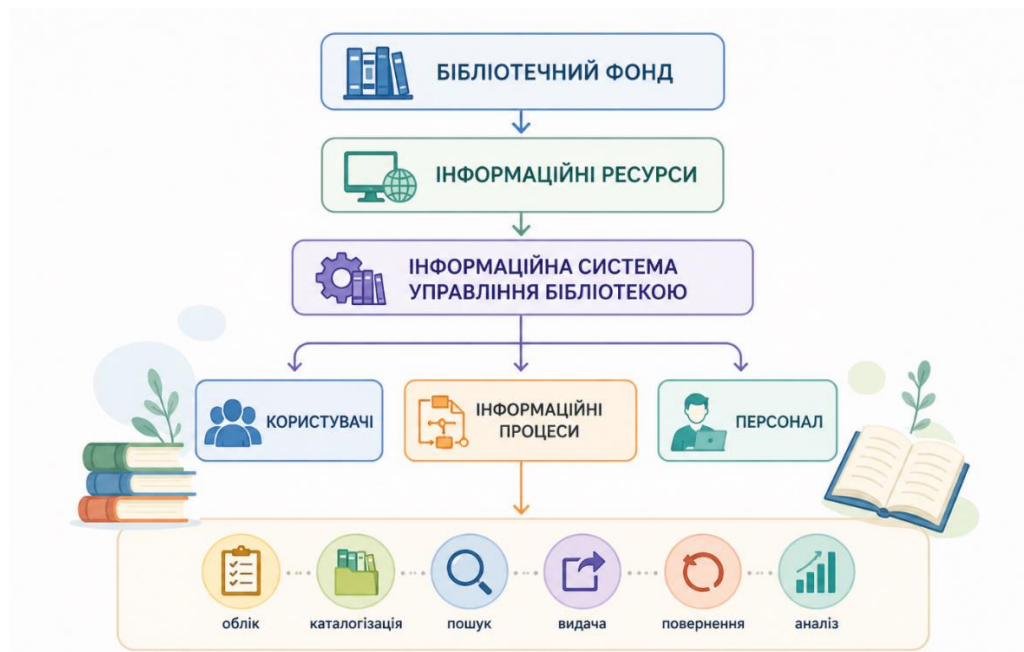 БІБЛІОТЕЧНИЙ ФОНД
ІНФОРМАЦІЙНІ РЕСУРСИ
ІНФОРМАЦІЙНА СИСТЕМА
УПРАВЛІННЯ БІБЛІОТЕКОЮ
КОРИСТУВАЧІ
ІНФОРМАЦІЙНІ
ПРОЦЕСИ
ПЕРСОНАЛ
облік
каталогізація
пошук
видача
повернення
аналіз